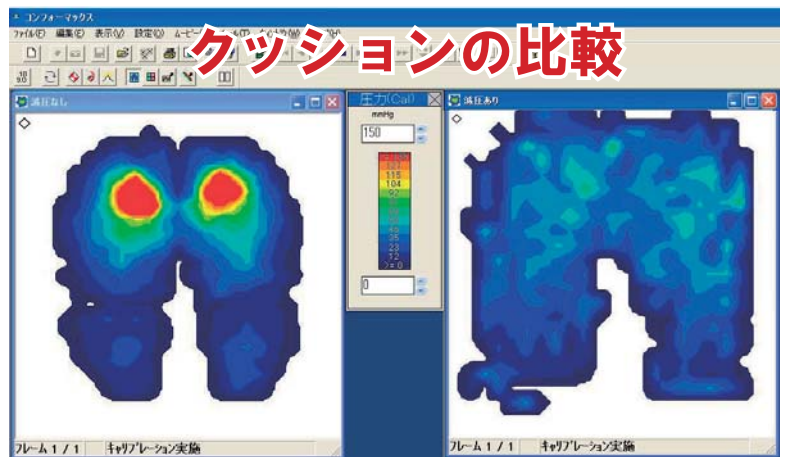 コンフォーマックス
ファイル(F) 編集(E) 表示(V) 設定(O)
クッションの比較
減圧なし
圧力(Cal)
減圧あり
mmHg
150
115
104
92
35
23
12
>= 0
0
フレーム 1 / 1 キャリブレーション実施
フレーム 1 / 1 キャリブレーション実施